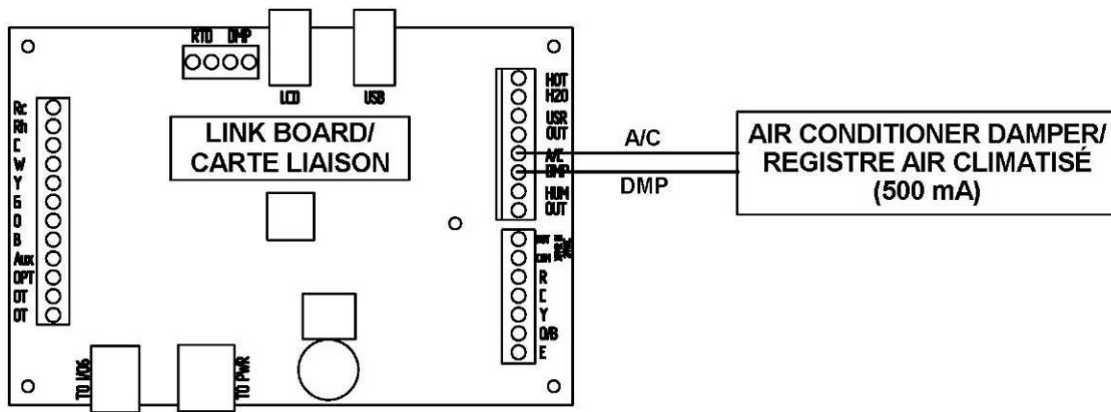 RTD DMP
LCD
USB
LINK BOARD/
CARTE LIAISON
Rc
Rh
C
W
Y
G
O
B
Aux
OPT
OT
OT
TO I/O6
TO PWR
HOT
H2O
USR
OUT
A/C
DMP
HUM
OUT
COM
R
C
Y
O/B
E
A/C
DMP
AIR CONDITIONER DAMPER/
REGISTRE AIR CLIMATISÉ
(500 mA)